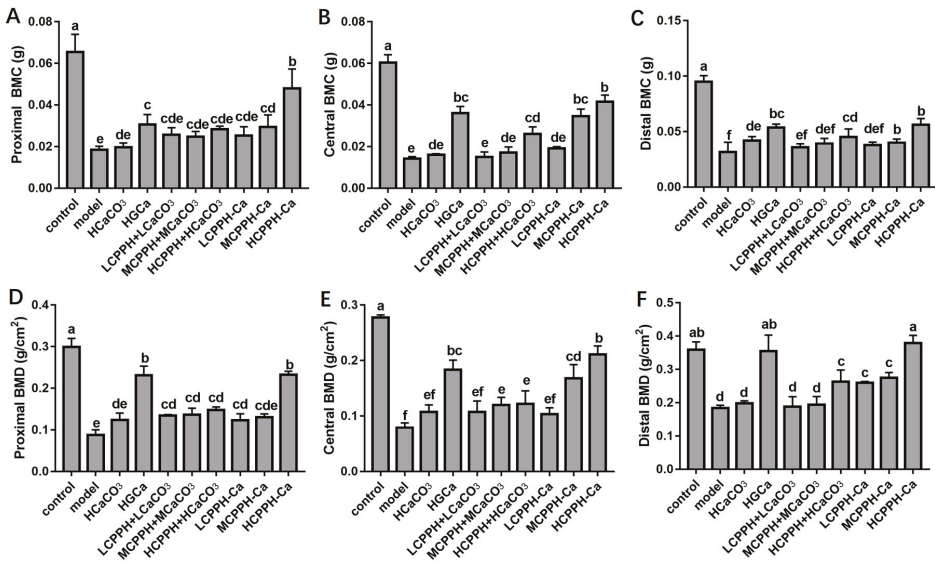 A
Proximal BMC (g)
0.08
0.06
0.04
0.02
0.00
a
e
de
c
cde
cde
cde
cde
cd
b
control
model
HCaCO3
HGCa
LCPPH+LCaCO3
MCPPH+MCaCO3
HCPPH+HCaCO3
LCPPH-Ca
MCPPH-Ca
HCPPH-Ca
B
Central BMC (g)
0.08
0.06
0.04
0.02
0.00
a
e
de
bc
e
de
cd
de
bc
b
control
model
HCaCO3
HGCa
LCPPH+LCaCO3
MCPPH+MCaCO3
HCPPH+HCaCO3
LCPPH-Ca
MCPPH-Ca
HCPPH-Ca
C
Distal BMC (g)
0.15
0.10
0.05
0.00
a
f
de
bc
ef
def
cd
def
b
b
control
model
HCaCO3
HGCa
LCPPH+LCaCO3
MCPPH+MCaCO3
HCPPH+HCaCO3
LCPPH-Ca
MCPPH-Ca
HCPPH-Ca
D
Proximal BMD (g/cm2)
0.4
0.3
0.2
0.1
0.0
a
e
de
b
cd
cd
cd
cd
cde
b
control
model
HCaCO3
HGCa
LCPPH+LCaCO3
MCPPH+MCaCO3
HCPPH+HCaCO3
LCPPH-Ca
MCPPH-Ca
HCPPH-Ca
E
Central BMD (g/cm2)
0.3
0.2
0.1
0.0
a
f
ef
bc
ef
e
e
ef
cd
b
control
model
HCaCO3
HGCa
LCPPH+LCaCO3
MCPPH+MCaCO3
HCPPH+HCaCO3
LCPPH-Ca
MCPPH-Ca
HCPPH-Ca
F
Distal BMD (g/cm2)
0.5
0.4
0.3
0.2
0.1
0.0
ab
d
d
ab
d
d
c
c
c
a
control
model
HCaCO3
HGCa
LCPPH+LCaCO3
MCPPH+MCaCO3
HCPPH+HCaCO3
LCPPH-Ca
MCPPH-Ca
HCPPH-Ca